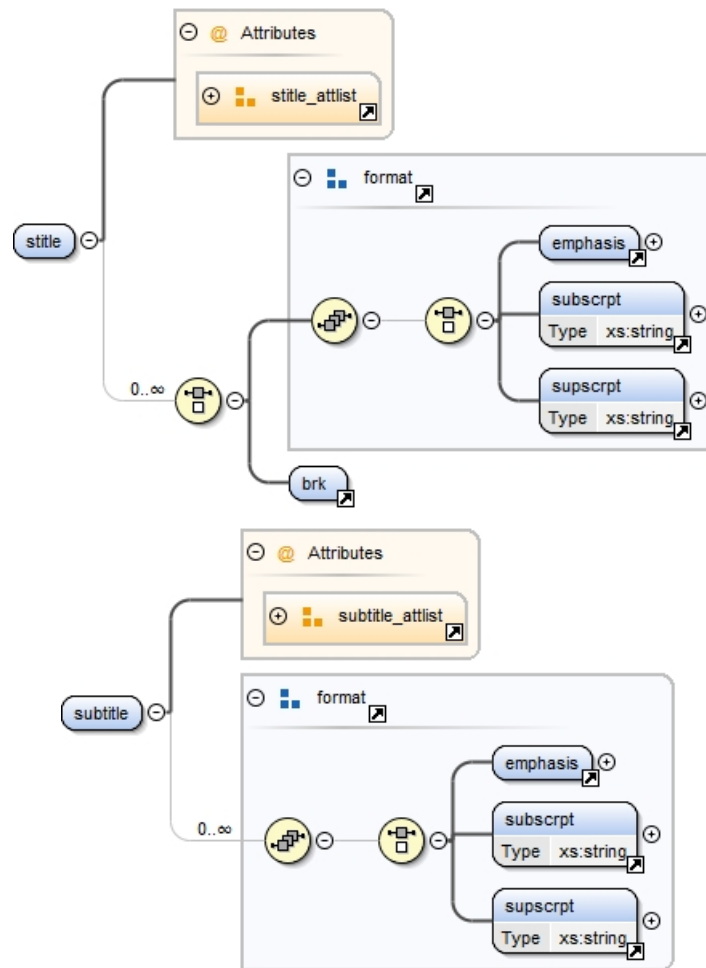 @ Attributes
stitle_attlist
format
stitle
emphasis
subscrpt
Type xs:string
supscrpt
Type xs:string
0..∞
brk
@ Attributes
subtitle_attlist
subtitle
format
emphasis
subscrpt
Type xs:string
0..∞
supscrpt
Type xs:string